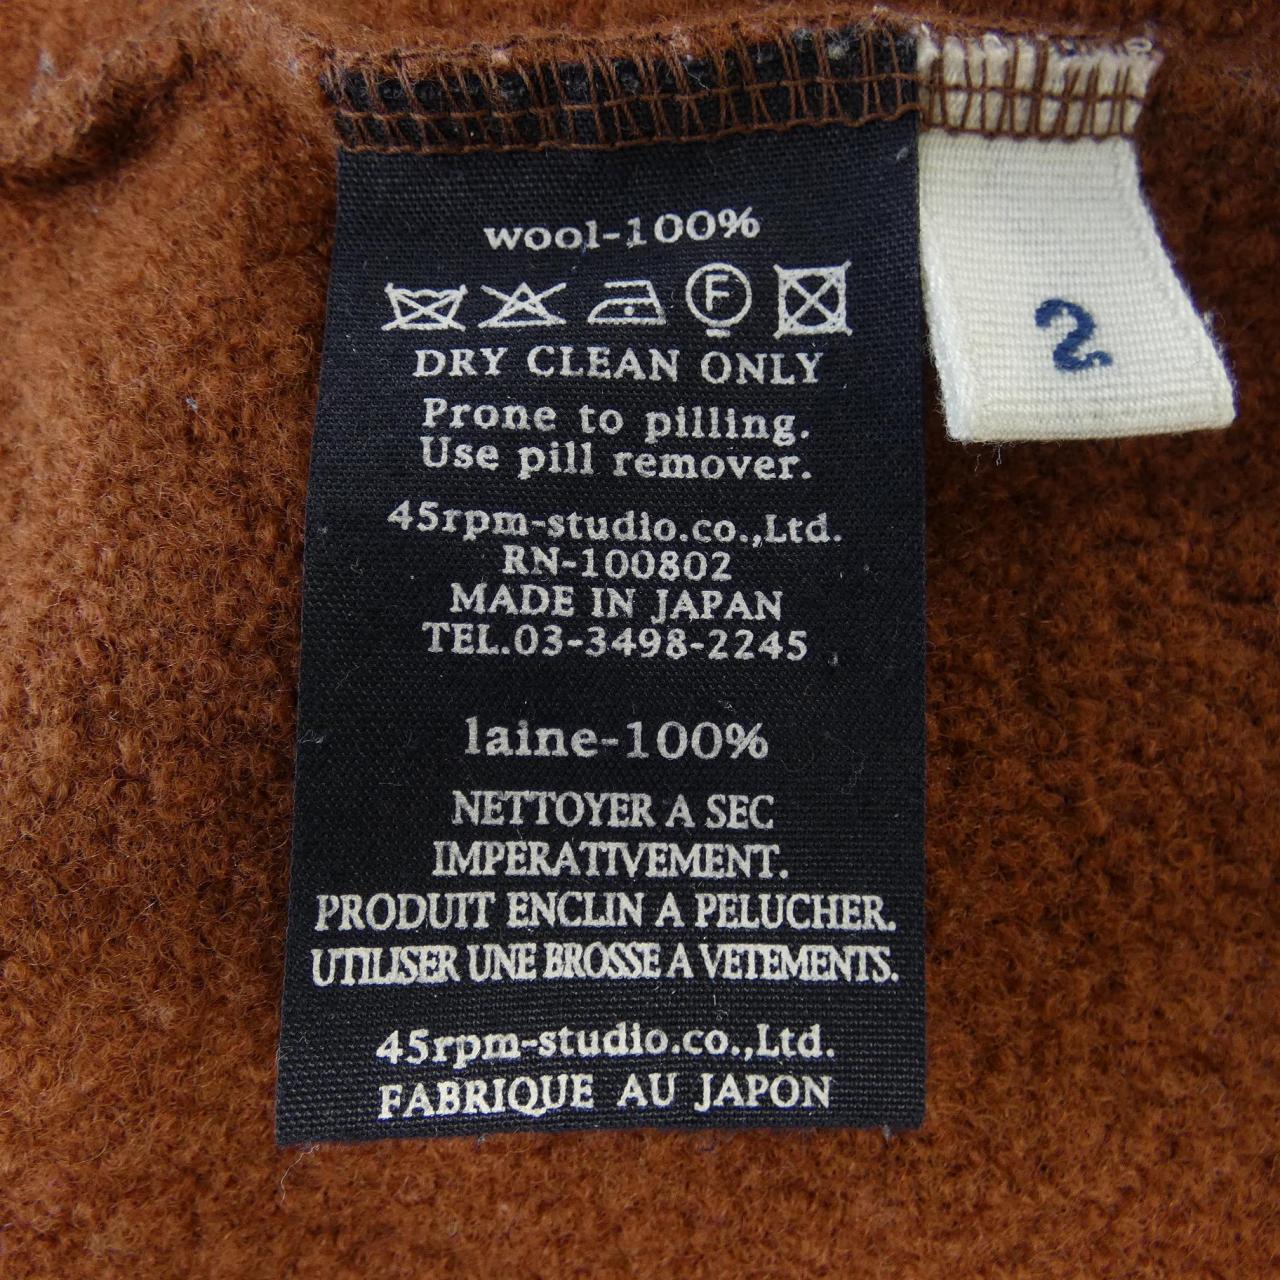 wool-100%
F
DRY CLEAN ONLY
Prone to pilling.
Use pill remover.
45rpm-studio.co.,Ltd.
RN-100802
MADE IN JAPAN
TEL.03-3498-2245
laine-100%
NETTOYER A SEC
IMPERATIVEMENT.
PRODUIT ENCLIN A PELUCHER.
UTILISER UNE BROSSE A VETEMENTS.
45rpm-studio.co.,Ltd.
FABRIQUE AU JAPON
2